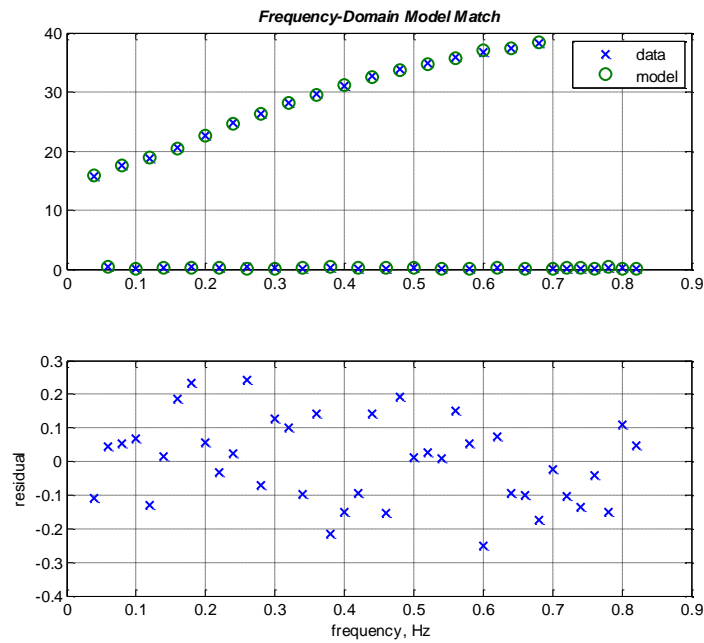 Frequency-Domain Model Match
40
30
20
10
0
data
model
0 0.1 0.2 0.3 0.4 0.5 0.6 0.7 0.8 0.9
0.3
0.2
0.1
0
-0.1
-0.2
-0.3
-0.4
residual
0 0.1 0.2 0.3 0.4 0.5 0.6 0.7 0.8 0.9
frequency, Hz